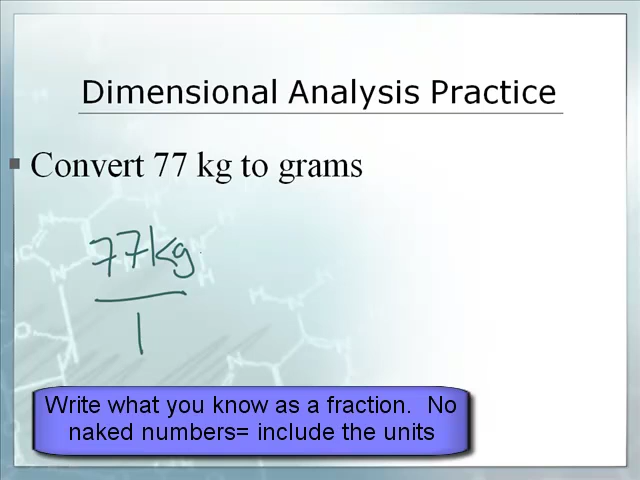 Dimensional Analysis Practice
Convert 77 kg to grams
77kg
1
Write what you know as a fraction. No
naked numbers= include the units